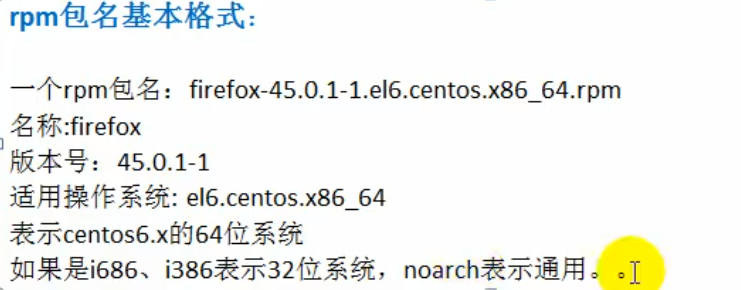 rpm包名基本格式：
一个rpm包名：firefox-45.0.1-1.el6.centos.x86_64.rpm
名称:firefox
版本号：45.0.1-1
适用操作系统: el6.centos.x86_64
表示centos6.x的64位系统
如果是i686、i386表示32位系统，noarch表示通用。。